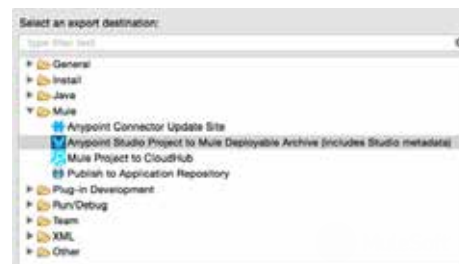 Select an export destination:
type filter text
General
Install
Java
Mule
Anypoint Connector Update Site
Anypoint Studio Project to Mule Deployable Archive (includes Studio metadata)
Mule Project to CloudHub
Publish to Application Repository
Plug-in Development
Run/Debug
Team
XML
Other